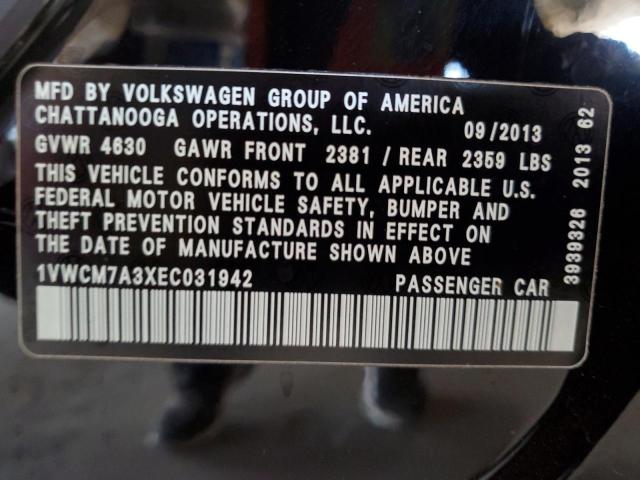 MFD BY VOLKSWAGEN GROUP OF AMERICA
CHATTANOOGA OPERATIONS, LLC. 09/2013
GVWR 4630 GAWR FRONT 2381 / REAR 2359 LBS
THIS VEHICLE CONFORMS TO ALL APPLICABLE U.S.
FEDERAL MOTOR VEHICLE SAFETY, BUMPER AND
THEFT PREVENTION STANDARDS IN EFFECT ON
THE DATE OF MANUFACTURE SHOWN ABOVE
1VWCM7A3XEC031942 PASSENGER CAR
3939326 2013 62